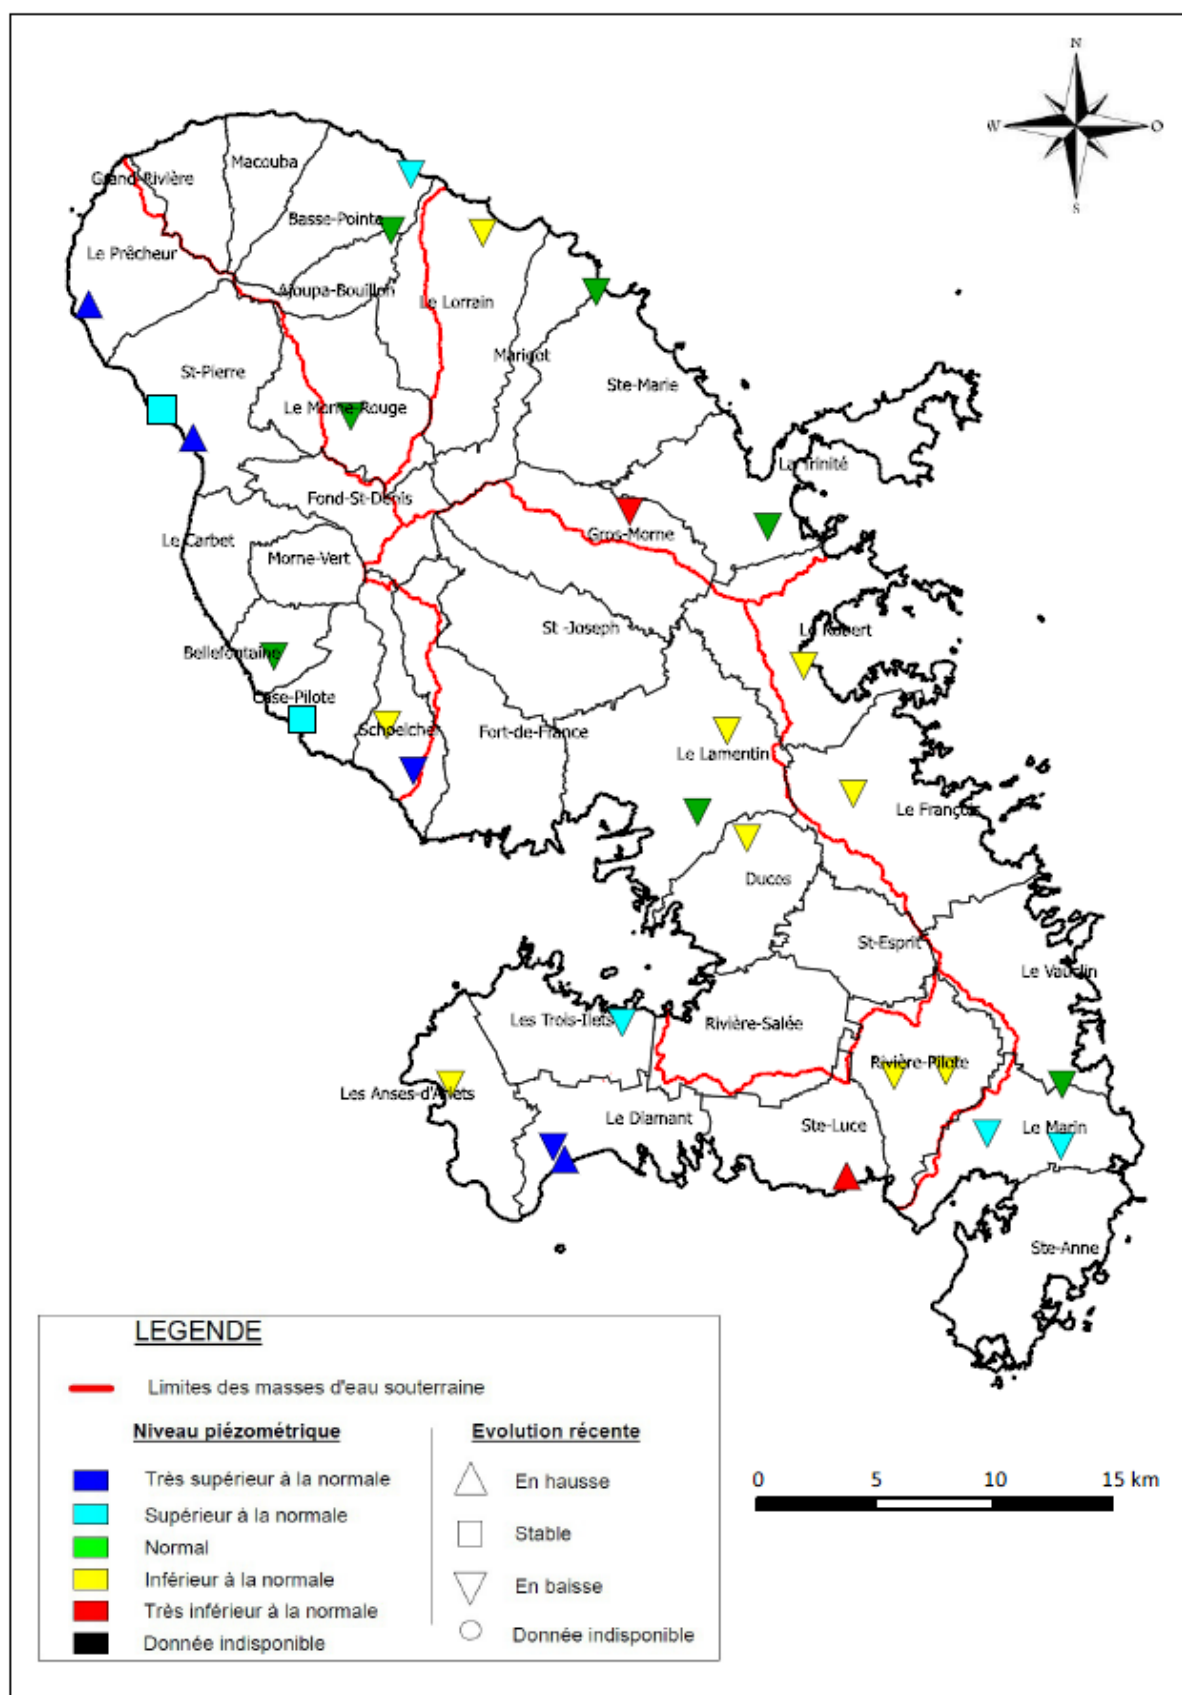 N
W
O
S
Macouba
Grand-Rivière
Basse-Pointe
Le Prêcheur
Ajoupa-Bouillon
Le Lorrain
Marigot
St-Pierre
Ste-Marie
Le Morne-Rouge
La Trinité
Fond-St-Denis
Gros-Morne
Le Carbet
Morne-Vert
St -Joseph
Le Robert
Bellefontaine
Case-Pilote
Schoelcher
Fort-de-France
Le Lamentin
Le François
Ducos
St-Esprit
Le Vauclin
Les Trois-Ilets
Rivière-Salée
Rivière-Pilote
Les Anses-d'Arlets
Le Diamant
Ste-Luce
Le Marin
Ste-Anne
LEGENDE
Limites des masses d'eau souterraine
Niveau piézométrique
Evolution récente
Très supérieur à la normale
En hausse
Supérieur à la normale
Stable
Normal
Inférieur à la normale
En baisse
Très inférieur à la normale
Donnée indisponible
Donnée indisponible
0 5 10 15 km